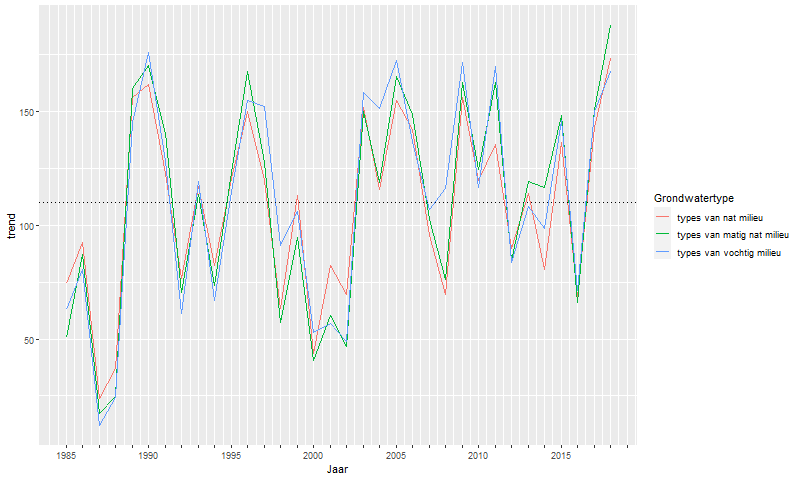 trend
150
100
50
1985 1990 1995 2000 2005 2010 2015
Jaar
Grondwatertype
types van nat milieu
types van matig nat milieu
types van vochtig milieu